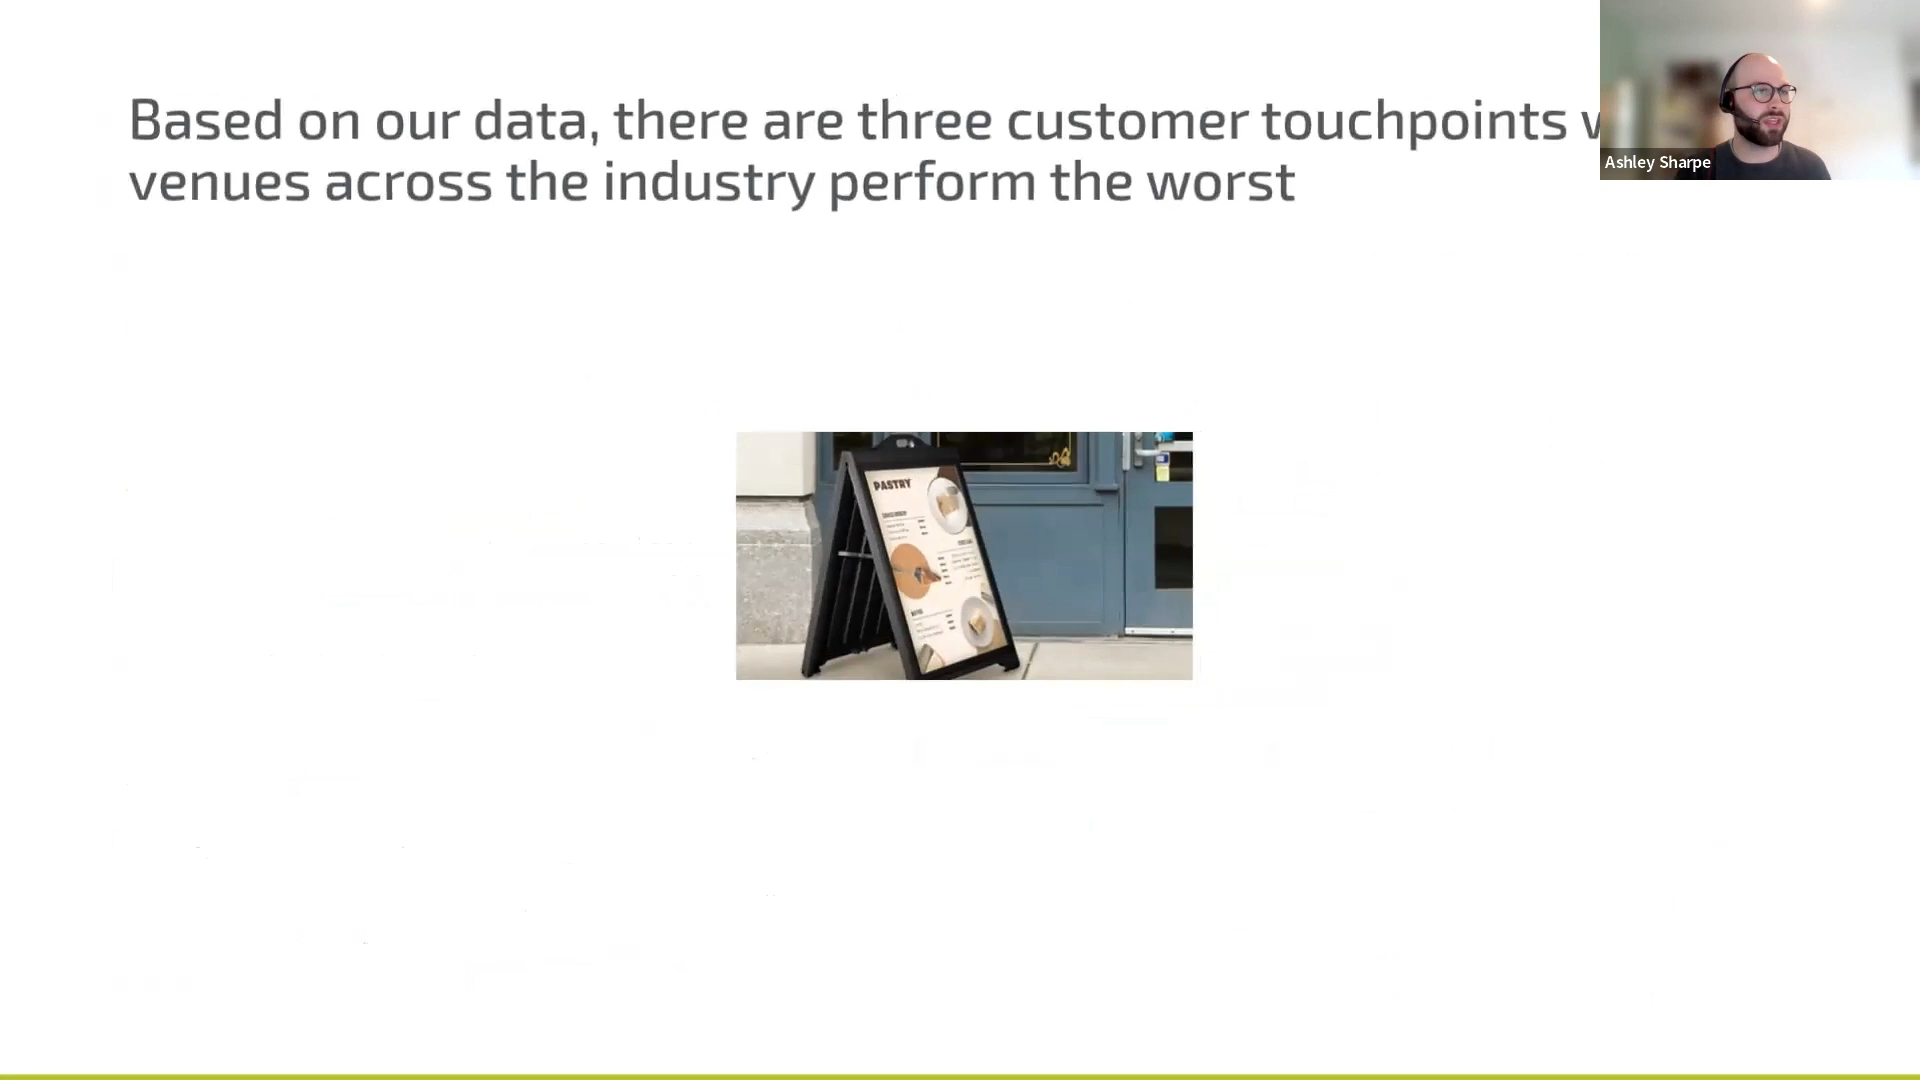 Based on our data, there are three customer touchpoints
venues across the industry perform the worst
Ashley Sharpe
PASTRY